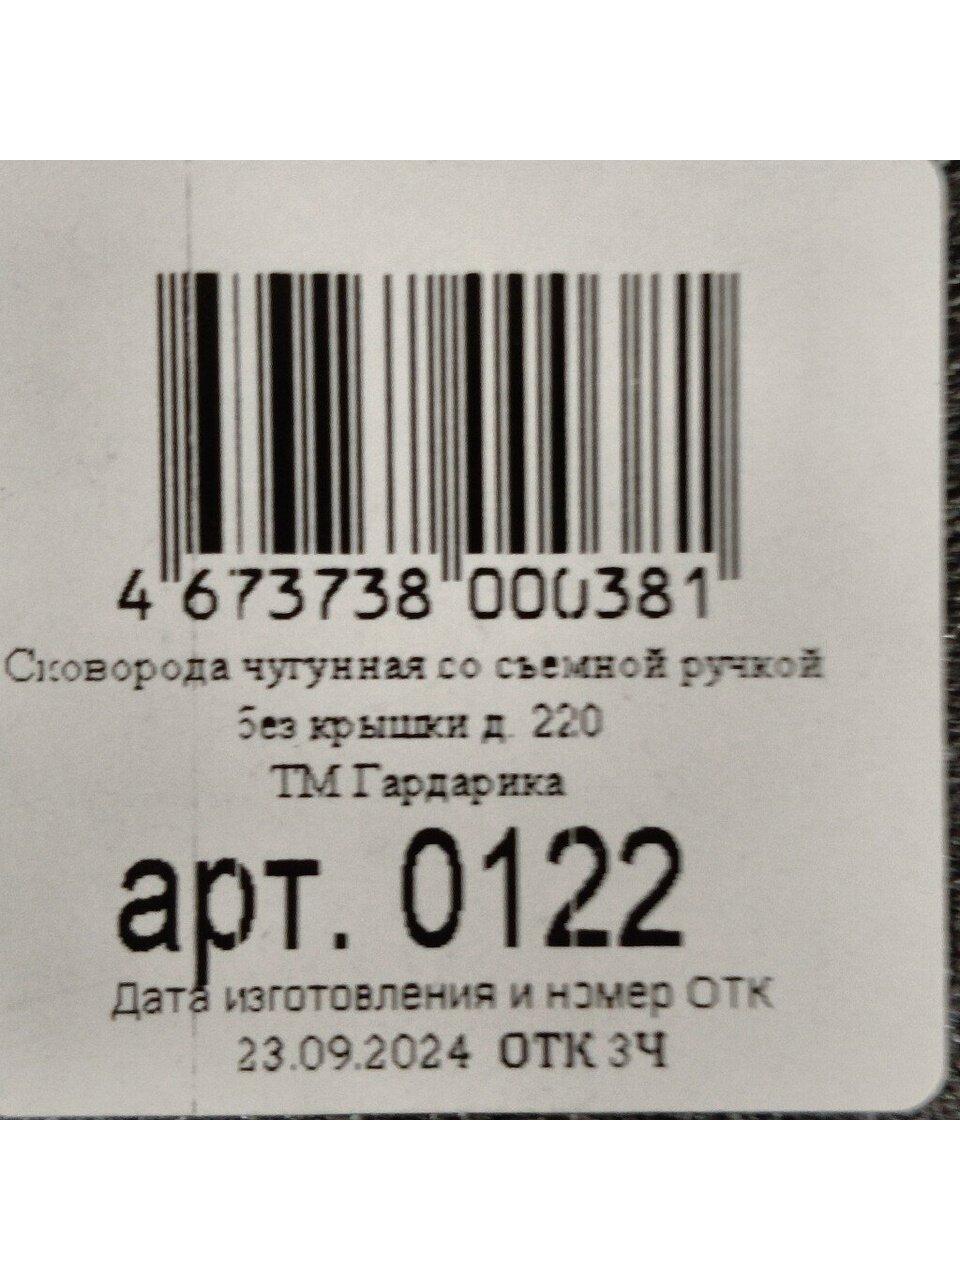 4 673738 000381
Сковорода чугунная со съемной ручкой
без крышки д. 220
ТМ Гардарика
арт. 0122
Дата изготовления и номер ОТК
23.09.2024 ОТК 3Ч